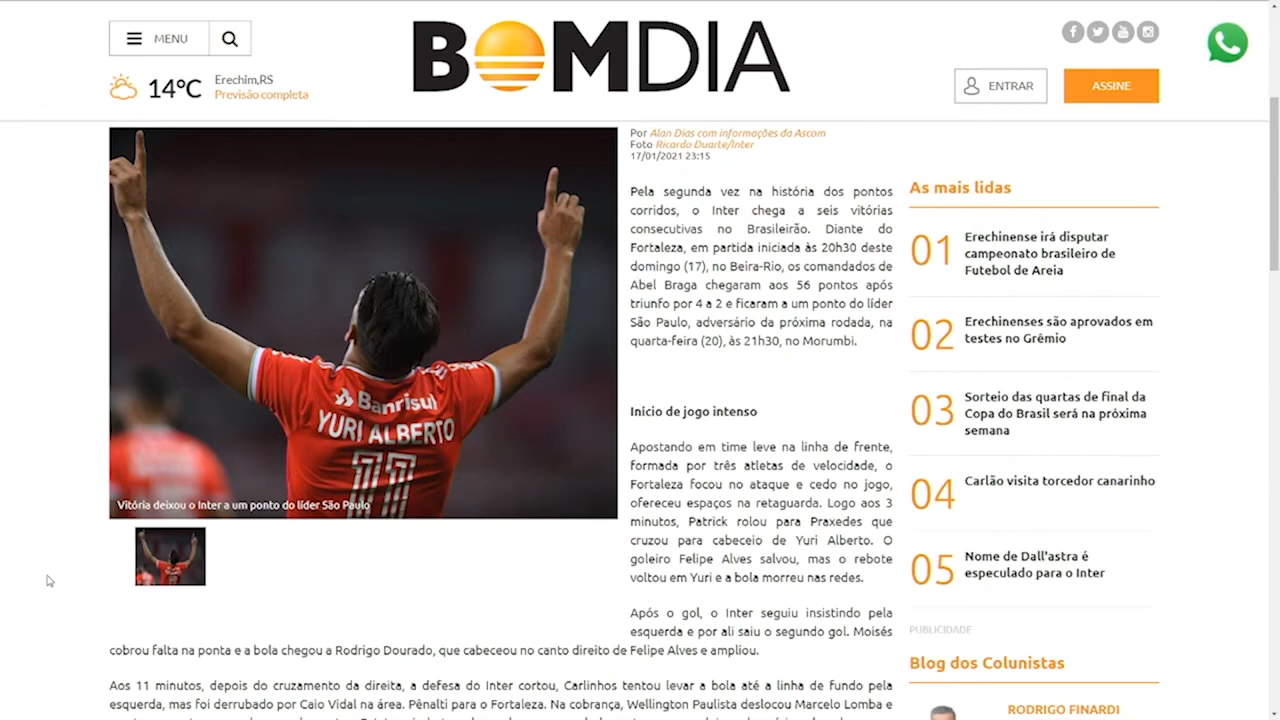 MENU
BOMDIA
14°C
Erechim,RS
Previsão completa
ENTRAR
ASSINE
Banrisul
YURI ALBERTO
11
Vitória deixou o Inter a um ponto do líder São Paulo
Por Alan Dias com informações da Ascom
Foto Ricardo Duarte/Inter
17/01/2021 23:15
Pela segunda vez na história dos pontos
corridos, o Inter chega a seis vitórias
consecutivas no Brasileirão. Diante do
Fortaleza, em partida iniciada às 20h30 deste
domingo (17), no Beira-Rio, os comandados de
Abel Braga chegaram aos 56 pontos após
triunfo por 4 a 2 e ficaram a um ponto do líder
São Paulo, adversário da próxima rodada, na
quarta-feira (20), às 21h30, no Morumbi.
Início de jogo intenso
Apostando em time leve na linha de frente,
formada por três atletas de velocidade, o
Fortaleza focou no ataque e cedo no jogo,
ofereceu espaços na retaguarda. Logo aos 3
minutos, Patrick rolou para Praxedes que
cruzou para cabeceio de Yuri Alberto. O
goleiro Felipe Alves salvou, mas o rebote
voltou em Yuri e a bola morreu nas redes.
Após o gol, o Inter seguiu insistindo pela
esquerda e por ali saiu o segundo gol. Moisés
cobrou falta na ponta e a bola chegou a Rodrigo Dourado, que cabeceou no canto direito de Felipe Alves e ampliou.
Aos 11 minutos, depois do cruzamento da direita, a defesa do Inter cortou, Carlinhos tentou levar a bola até a linha de fundo pela
esquerda, mas foi derrubado por Caio Vidal na área. Pênalti para o Fortaleza. Na cobrança, Wellington Paulista deslocou Marcelo Lomba e
As mais lidas
01
Erechinense irá disputar
campeonato brasileiro de
Futebol de Areia
02
Erechinenses são aprovados em
testes no Grêmio
03
Sorteio das quartas de final da
Copa do Brasil será na próxima
semana
04
Carlão visita torcedor canarinho
05
Nome de Dall'astra é
especulado para o Inter
PUBLICIDADE
Blog dos Colunistas
RODRIGO FINARDI